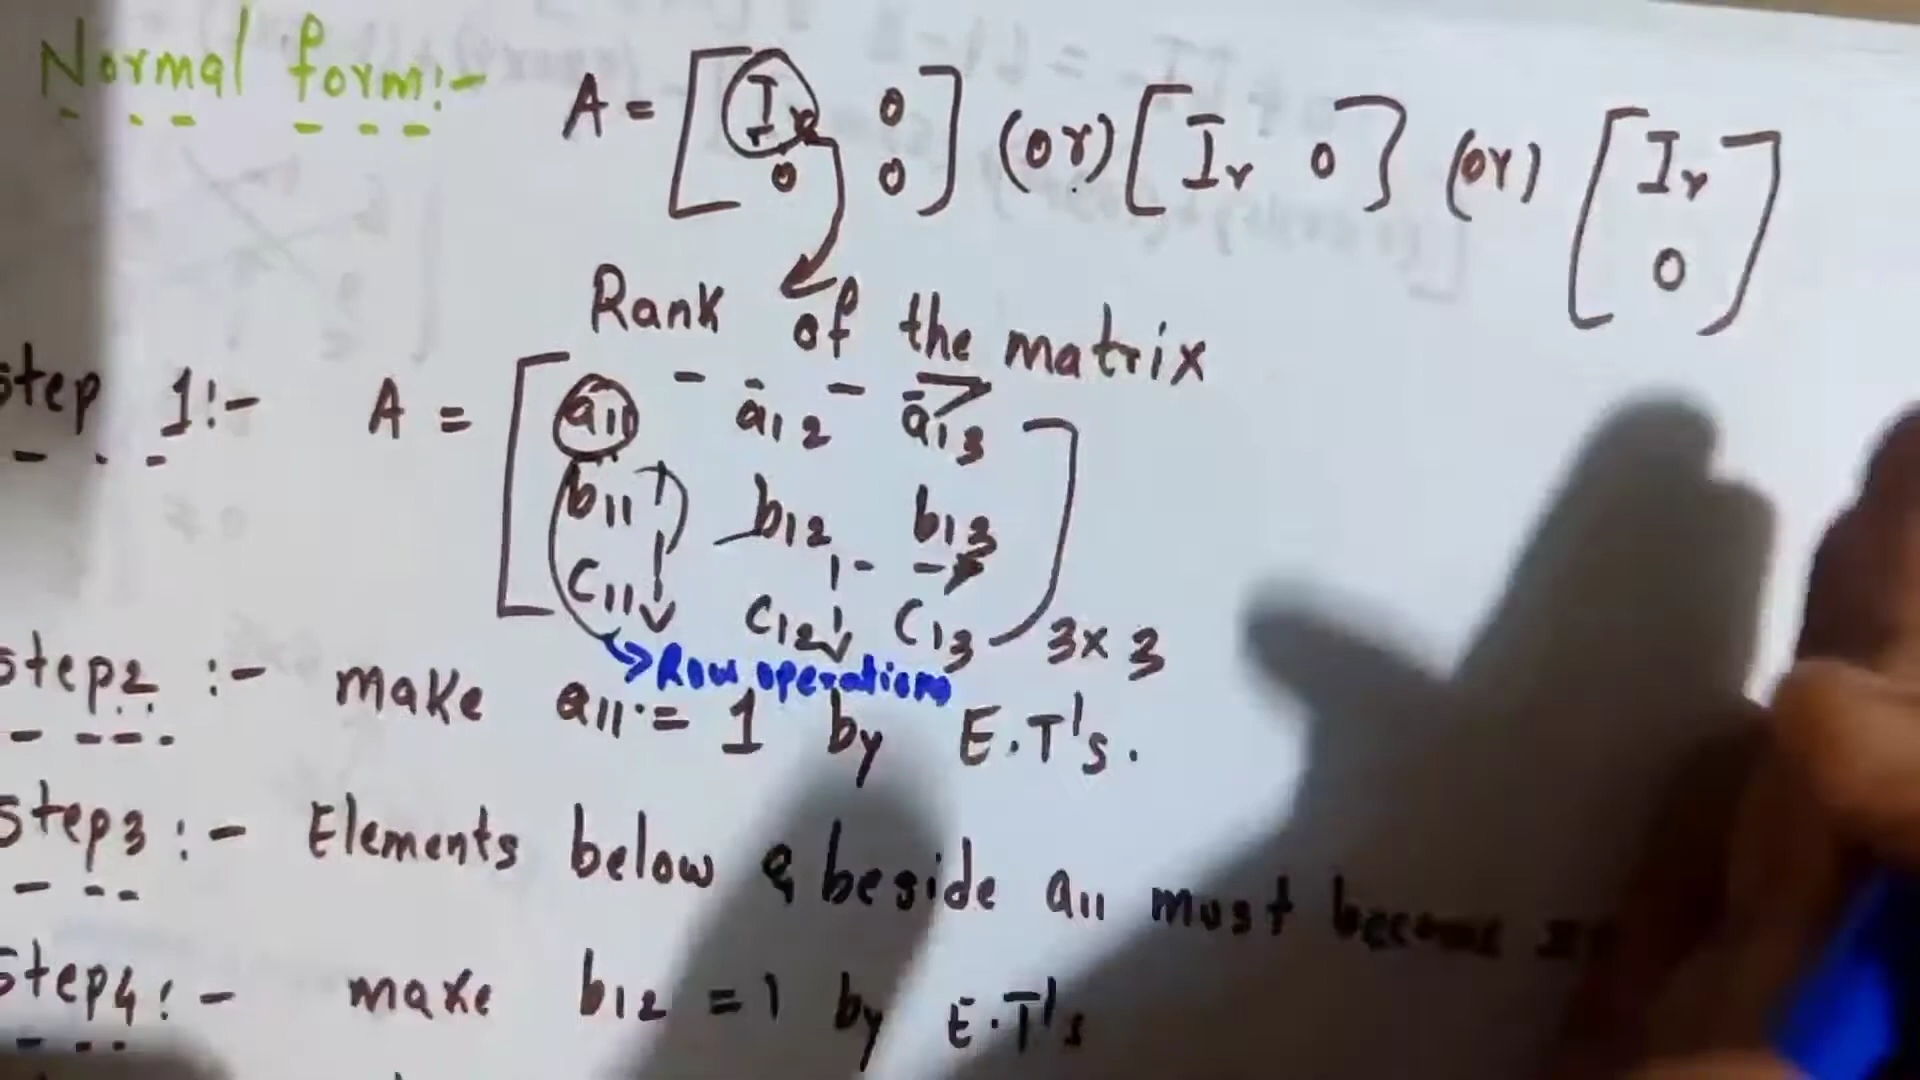 Normal form:- A = [ Ir 0 (or) [ Ir 0 ] (or) [ Ir
0 0 ] 0 ]
Rank of the matrix
step 1:- A = [ a11 a12 a13
b11 b12 b13
c11 c12 c13 ] 3x3
Row operations
step2 :- make a11 = 1 by E.T's.
step3 :- Elements below & beside a11 must become
step4 :- make b12 = 1 by E.T's